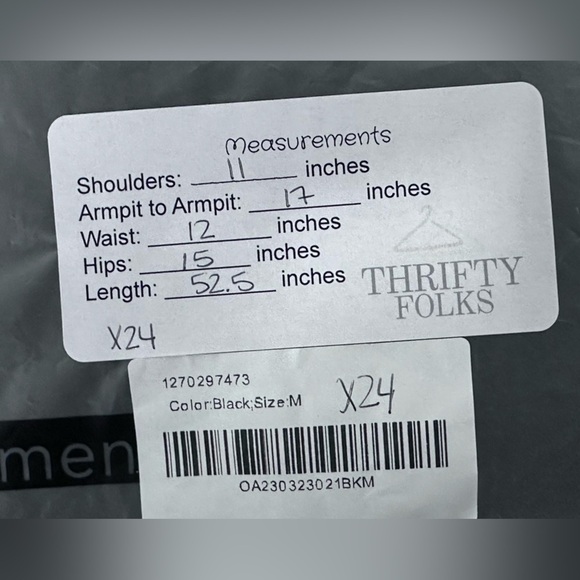 Measurements
Shoulders: 11 inches
Armpit to Armpit: 17 inches
Waist: 12 inches
Hips: 15 inches
Length: 52.5 inches
THRIFTY
FOLKS
X24
1270297473
Color:Black;Size:M
X24
OA230323021BKM
men